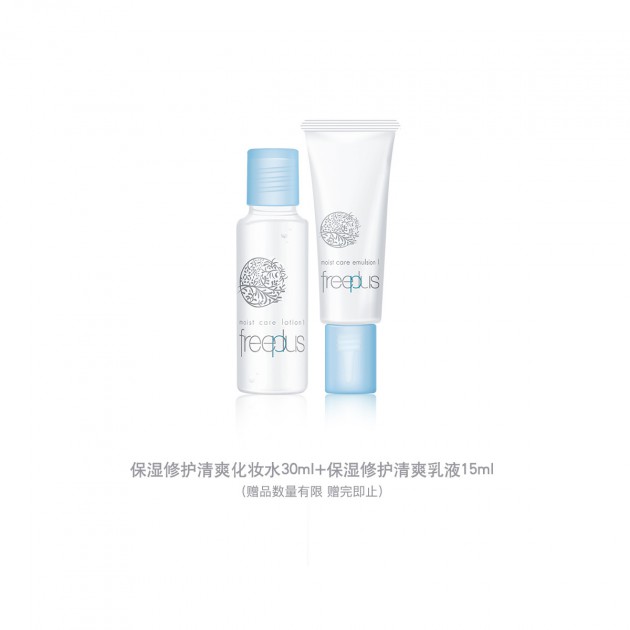 moist care emulsion I
freeplus
moist care lotion I
freeplus
保湿修护清爽化妆水30ml+保湿修护清爽乳液15ml
(赠品数量有限 赠完即止)